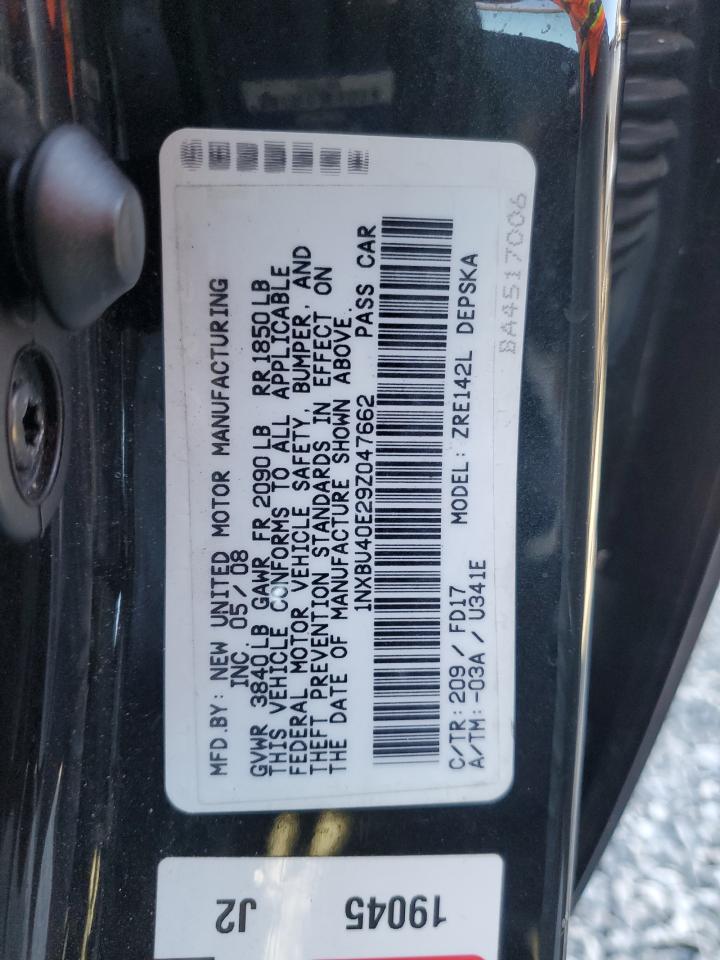 MFD.BY: NEW UNITED MOTOR MANUFACTURING
INC. 05/08
GVWR 3840LB GAWR FR 2090LB RR1850LB
THIS VEHICLE CONFORMS TO ALL APPLICABLE
FEDERAL MOTOR VEHICLE SAFETY, BUMPER, AND
THEFT PREVENTION STANDARDS IN EFFECT ON
THE DATE OF MANUFACTURE SHOWN ABOVE.
1NXBU40E29Z047662 PASS CAR
C/TR: 209 / FD17 MODEL: ZRE142L DEPSKA
A/TM: -03A / U341E
BA4517006
J2
19045